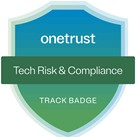 onetrust
Tech Risk & Compliance
TRACK BADGE